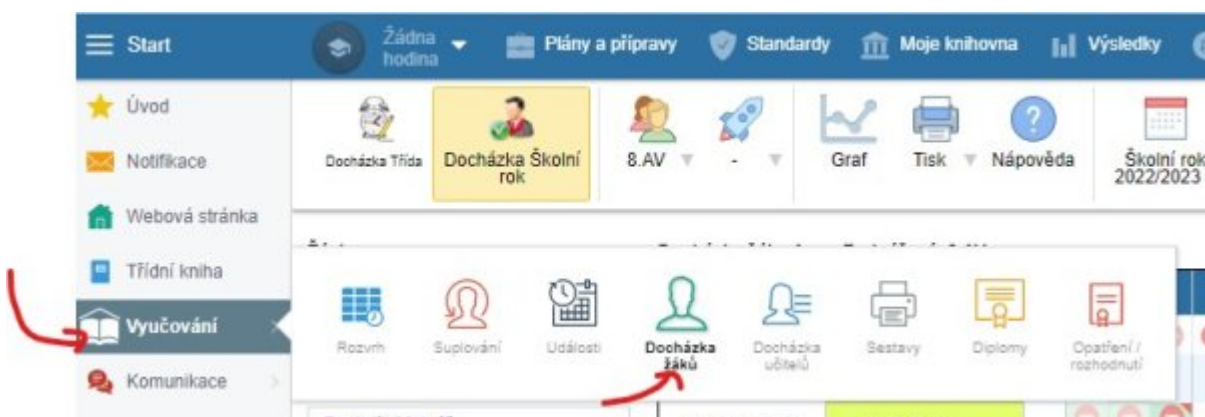 Start
Žádná
hodina
Plány a přípravy
Standardy
Moje knihovna
Výsledky
Úvod
Notifikace
Webová stránka
Třídní kniha
Vyučování
Komunikace
Docházka Třída
Docházka Školní
rok
8.AV
-
Graf
Tisk
Nápověda
Školní rok
2022/2023
Rozvrh
Suplování
Události
Docházka
žáků
Docházka
učitelů
Sestavy
Diplomy
Opatření /
rozhodnutí